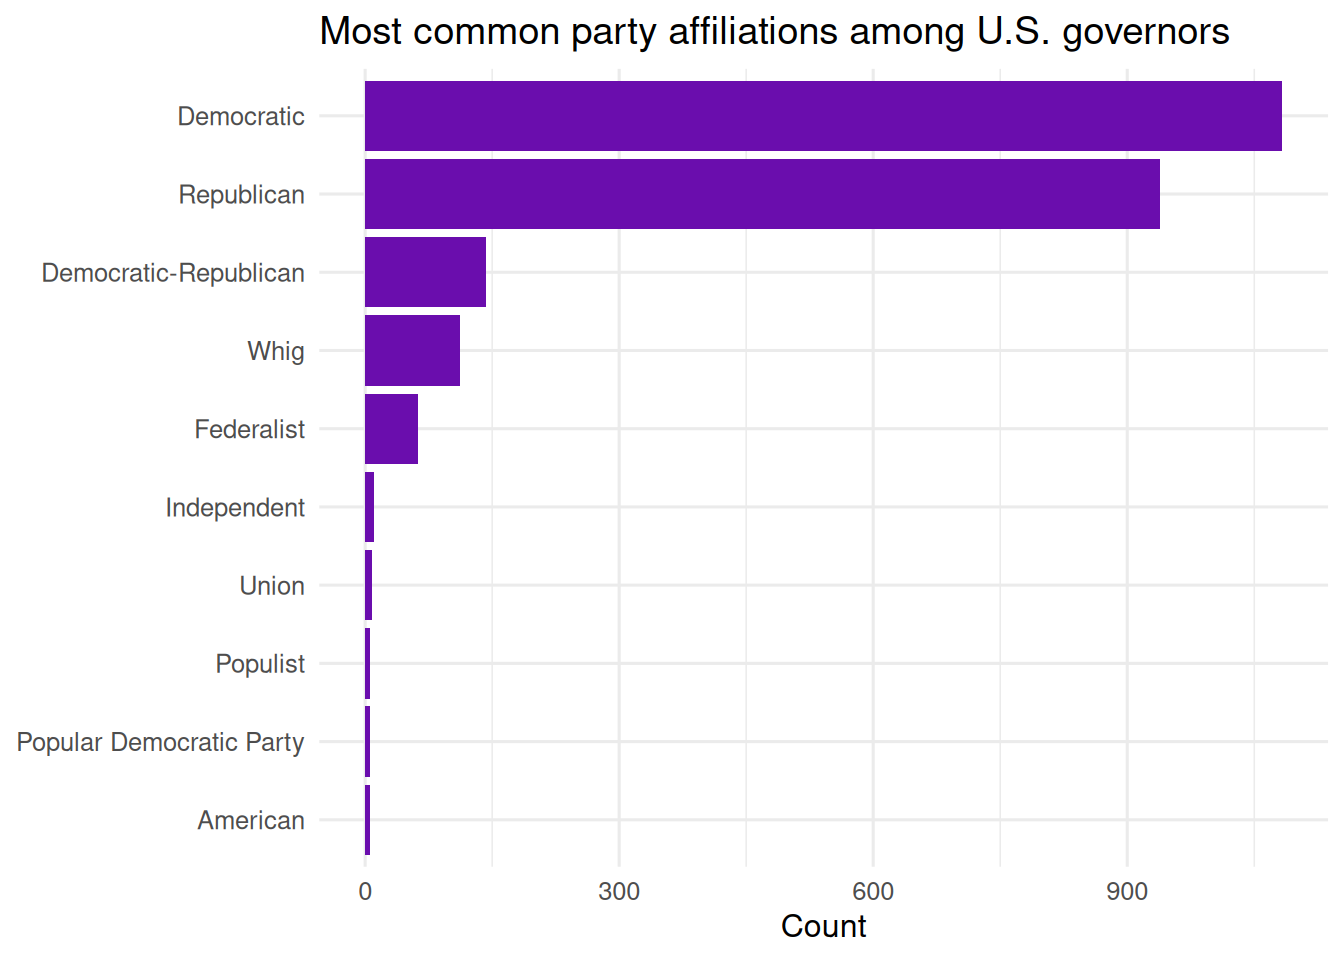 Most common party affiliations among U.S. governors
Democratic
Republican
Democratic-Republican
Whig
Federalist
Independent
Union
Populist
Popular Democratic Party
American
0 300 600 900
Count